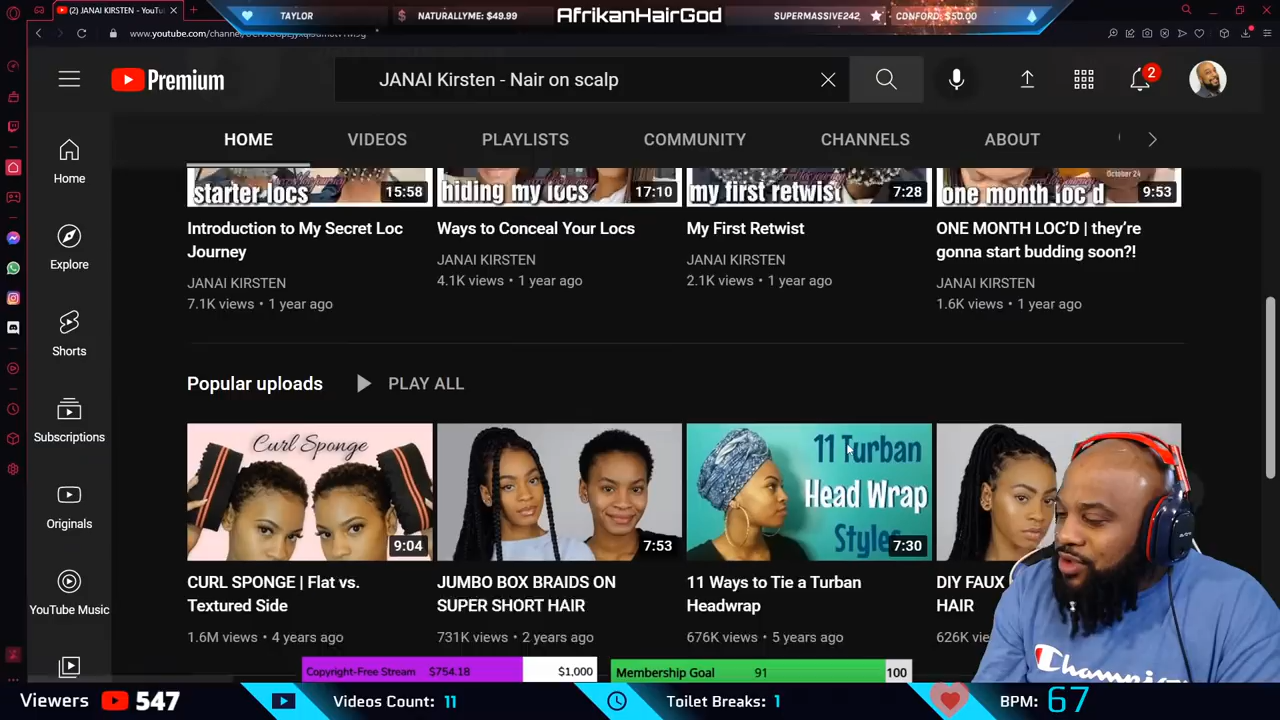 TAYLOR
NATURALLYME: $49.99
AfrikanHairGod
SUPERMASSIVE242
CDNFORD: $50.00
(2) JANAI KIRSTEN - YouTu
Premium
JANAI Kirsten - Nair on scalp
2
HOME
VIDEOS
PLAYLISTS
COMMUNITY
CHANNELS
ABOUT
Home
Explore
Shorts
Subscriptions
Originals
YouTube Music
starter locs
15:58
hiding my locs
17:10
my first retwist
7:28
October 24
one month loc'd
9:53
Introduction to My Secret Loc
Journey
JANAI KIRSTEN
7.1K views • 1 year ago
Ways to Conceal Your Locs
JANAI KIRSTEN
4.1K views • 1 year ago
My First Retwist
JANAI KIRSTEN
2.1K views • 1 year ago
ONE MONTH LOC’D | they’re
gonna start budding soon?!
JANAI KIRSTEN
1.6K views • 1 year ago
Popular uploads
PLAY ALL
Curl Sponge
9:04
7:53
11 Turban
Head Wrap
Styles
7:30
CURL SPONGE | Flat vs.
Textured Side
1.6M views • 4 years ago
JUMBO BOX BRAIDS ON
SUPER SHORT HAIR
731K views • 2 years ago
11 Ways to Tie a Turban
Headwrap
676K views • 5 years ago
DIY FAUX
HAIR
626K vie
Champion
Copyright-Free Stream $754.18 $1,000
Membership Goal 91 100
Viewers 547
Videos Count: 11
Toilet Breaks: 1
BPM: 67